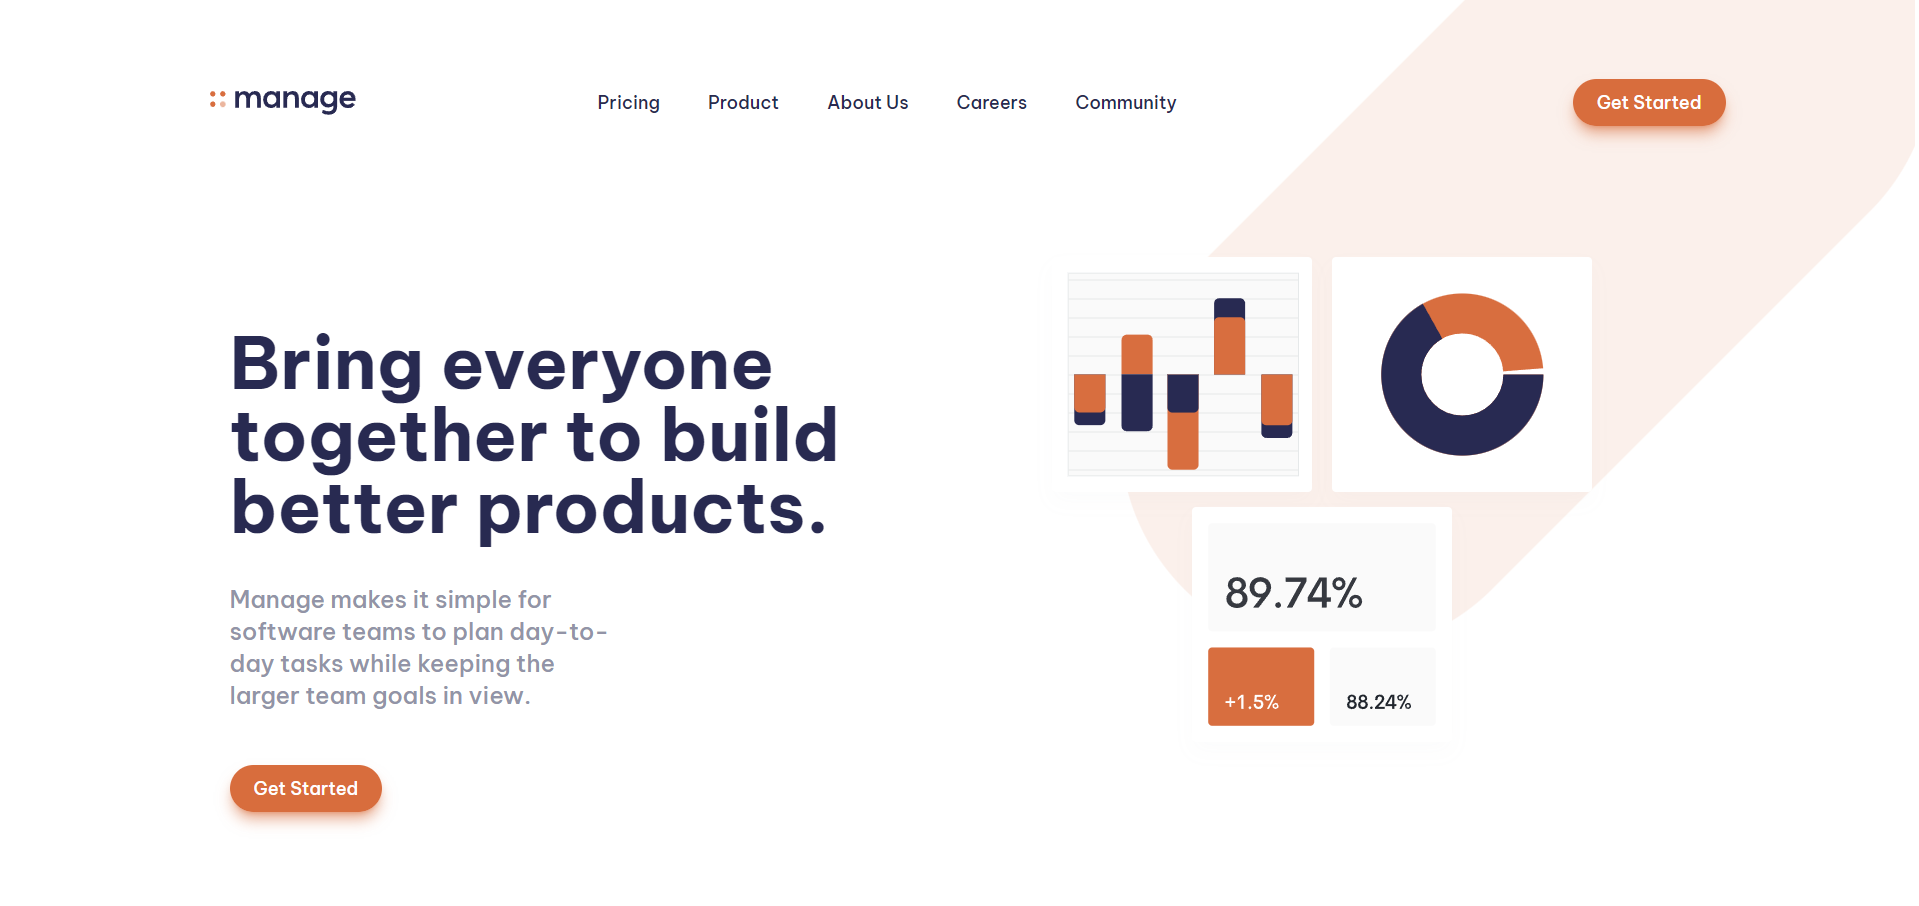 manage
Pricing
Product
About Us
Careers
Community
Get Started
Bring everyone
together to build
better products.
Manage makes it simple for
software teams to plan day-to-
day tasks while keeping the
larger team goals in view.
Get Started
89.74%
+1.5%
88.24%